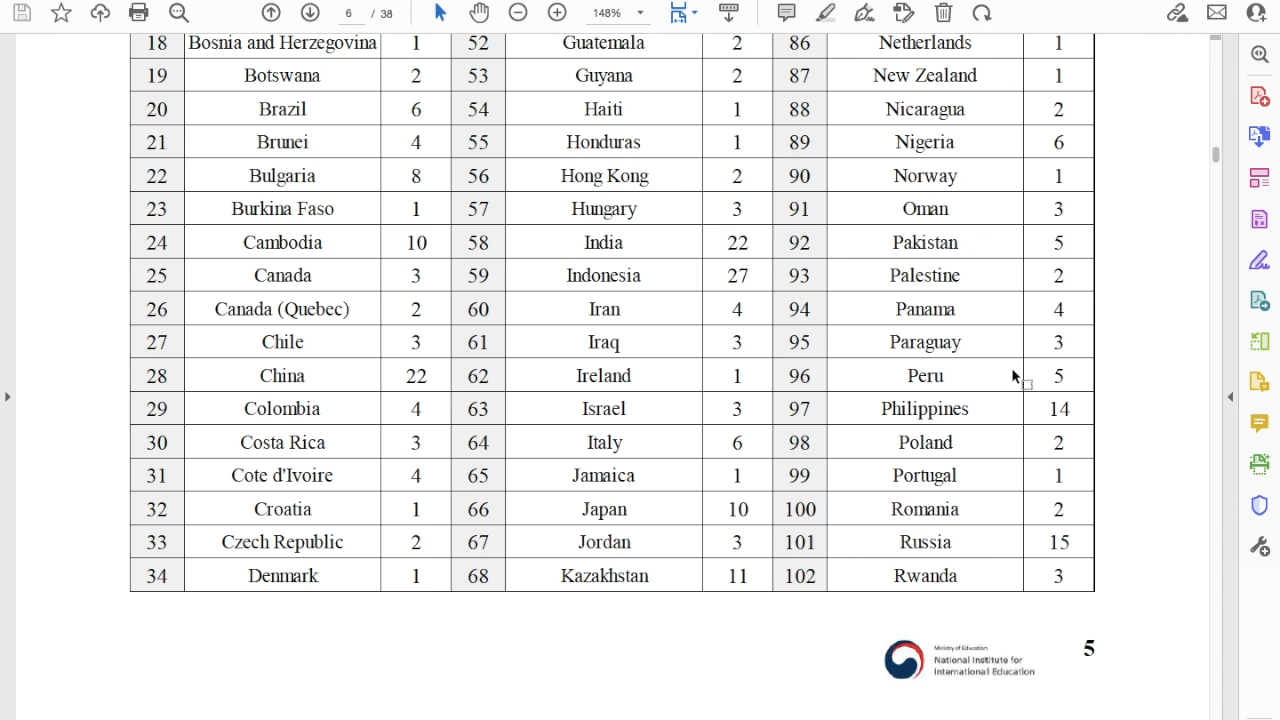 6 / 38 148%
18 Bosnia and Herzegovina 1 52 Guatemala 2 86 Netherlands 1
19 Botswana 2 53 Guyana 2 87 New Zealand 1
20 Brazil 6 54 Haiti 1 88 Nicaragua 2
21 Brunei 4 55 Honduras 1 89 Nigeria 6
22 Bulgaria 8 56 Hong Kong 2 90 Norway 1
23 Burkina Faso 1 57 Hungary 3 91 Oman 3
24 Cambodia 10 58 India 22 92 Pakistan 5
25 Canada 3 59 Indonesia 27 93 Palestine 2
26 Canada (Quebec) 2 60 Iran 4 94 Panama 4
27 Chile 3 61 Iraq 3 95 Paraguay 3
28 China 22 62 Ireland 1 96 Peru 5
29 Colombia 4 63 Israel 3 97 Philippines 14
30 Costa Rica 3 64 Italy 6 98 Poland 2
31 Cote d'Ivoire 4 65 Jamaica 1 99 Portugal 1
32 Croatia 1 66 Japan 10 100 Romania 2
33 Czech Republic 2 67 Jordan 3 101 Russia 15
34 Denmark 1 68 Kazakhstan 11 102 Rwanda 3
Ministry of Education
National Institute for
International Education
5